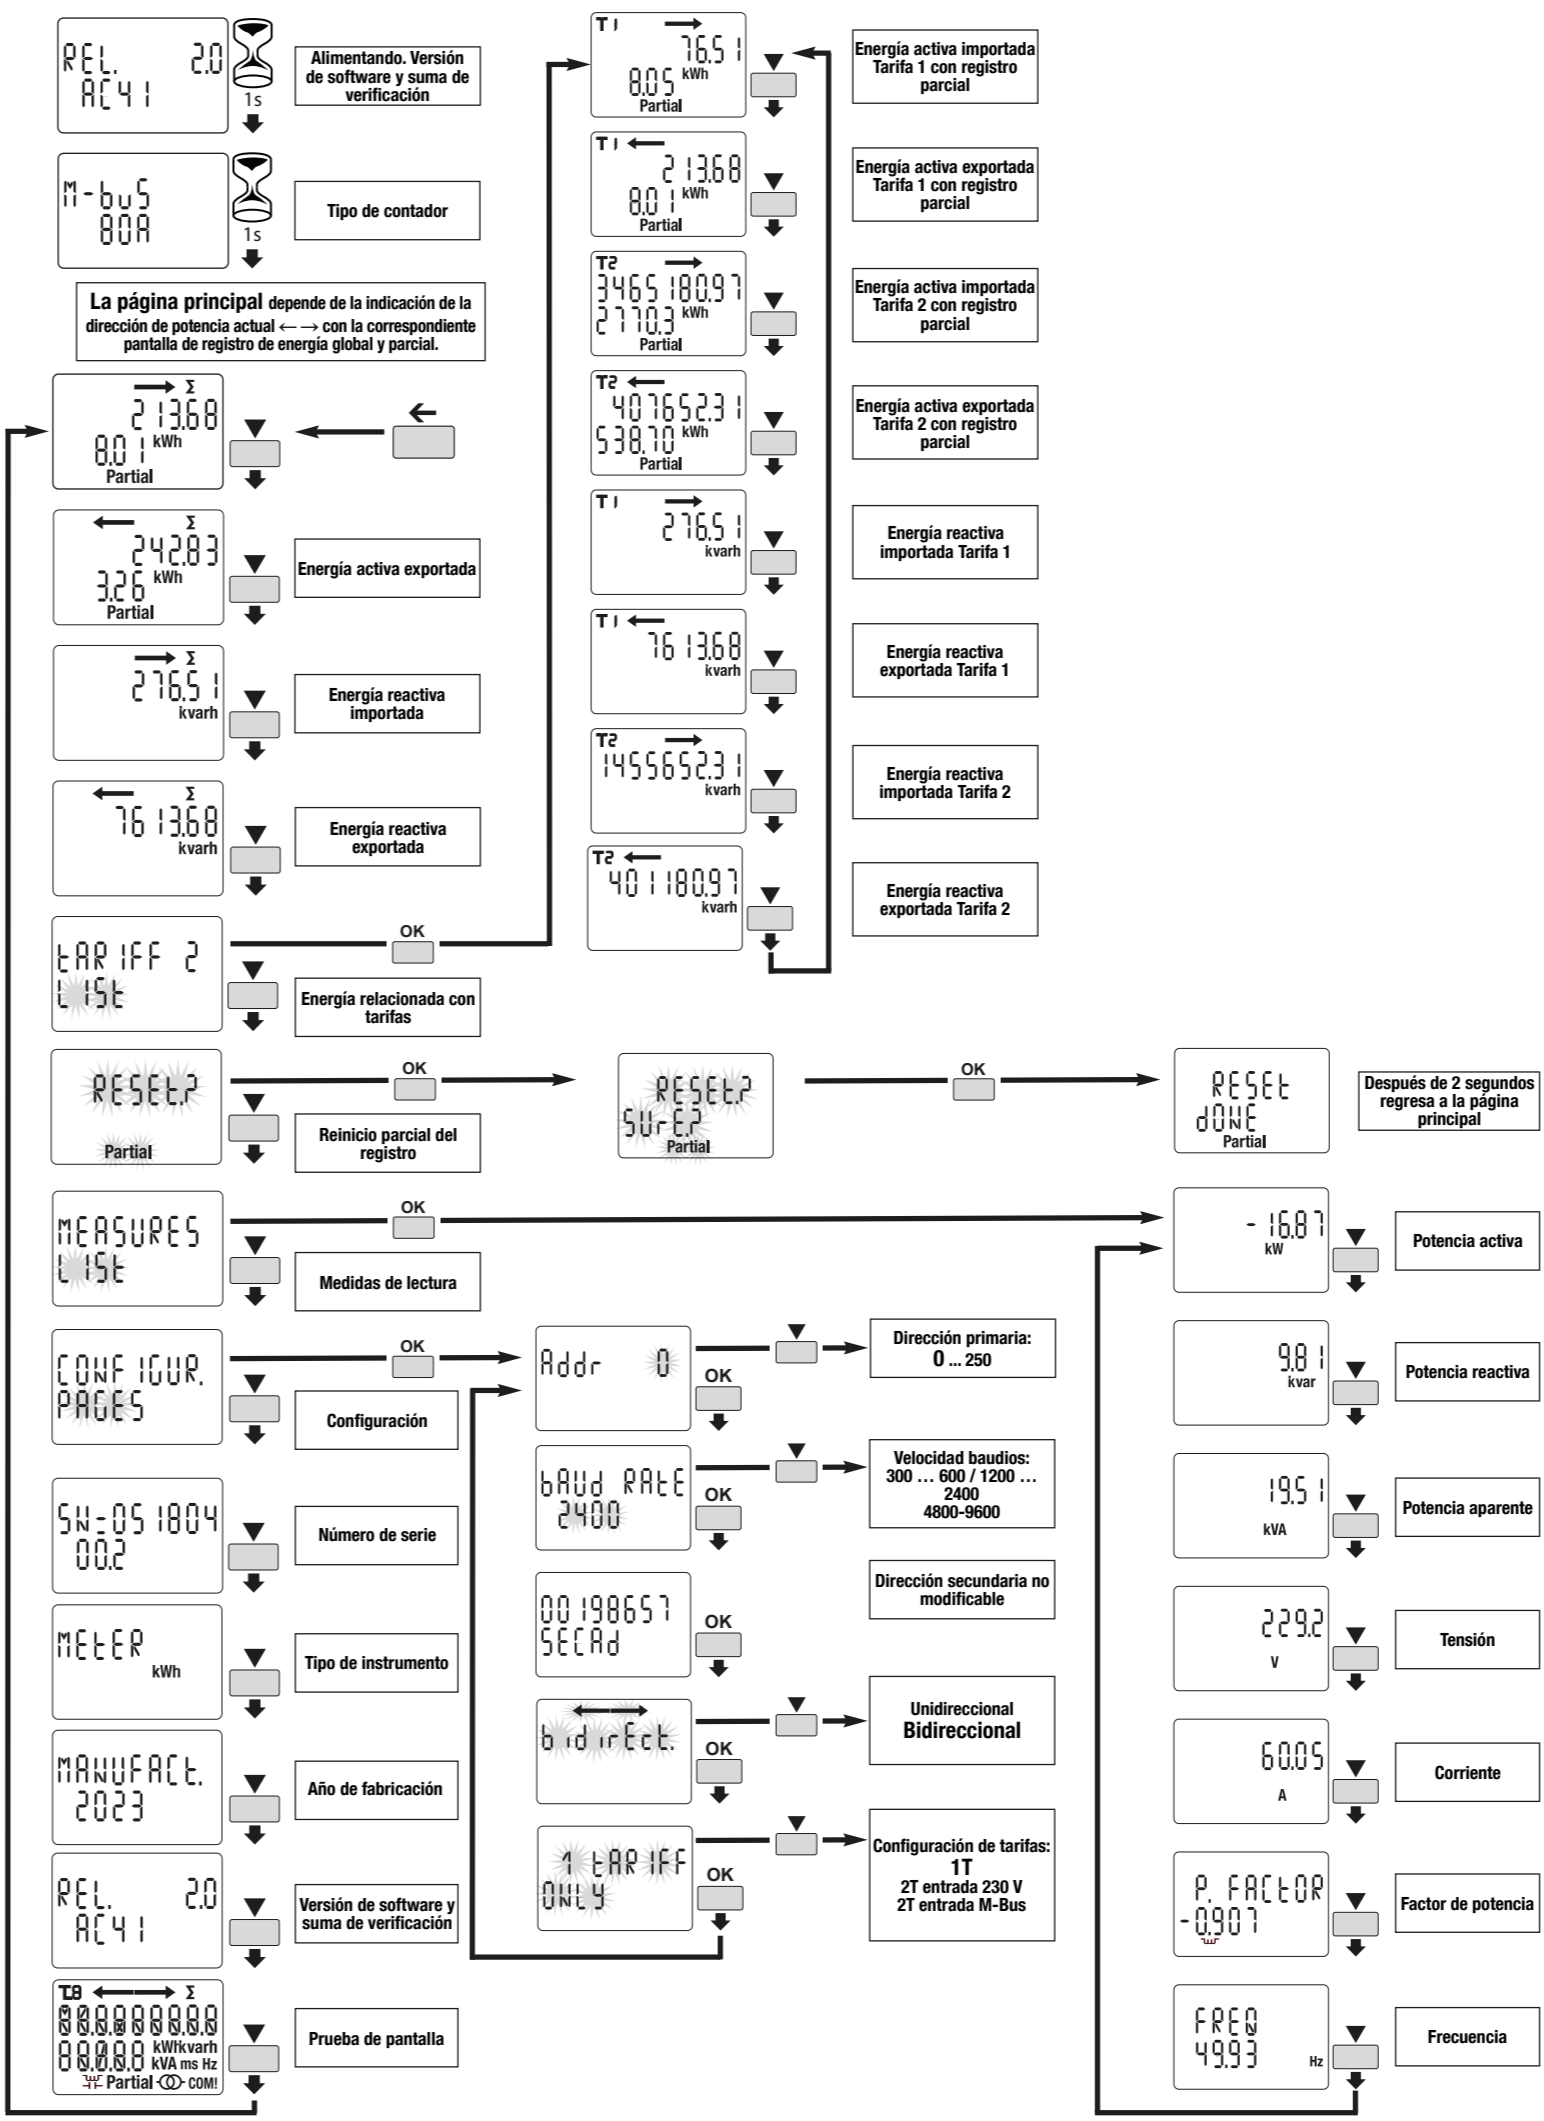 REL. 2.0
AC41
1s
Alimentando. Versión
de software y suma de
verificación
M-buS
80A
1s
Tipo de contador
La página principal depende de la indicación de la
dirección de potencia actual ←→ con la correspondiente
pantalla de registro de energía global y parcial.
→ Σ
213.68
8.01 kWh
Partial
←
← Σ
242.83
3.26 kWh
Partial
Energía activa exportada
→ Σ
276.51
kvarh
Energía reactiva
importada
← Σ
7613.68
kvarh
Energía reactiva
exportada
tARIFF 2
LISt
OK
Energía relacionada con
tarifas
T1 →
76.51
8.05 kWh
Partial
Energía activa importada
Tarifa 1 con registro
parcial
T1 ←
213.68
8.01 kWh
Partial
Energía activa exportada
Tarifa 1 con registro
parcial
T2 →
3465180.97
2770.3 kWh
Partial
Energía activa importada
Tarifa 2 con registro
parcial
T2 ←
407652.31
538.70 kWh
Partial
Energía activa exportada
Tarifa 2 con registro
parcial
T1 →
276.51
kvarh
Energía reactiva
importada Tarifa 1
T1 ←
7613.68
kvarh
Energía reactiva
exportada Tarifa 1
T2 →
1455652.31
kvarh
Energía reactiva
importada Tarifa 2
T2 ←
401180.97
kvarh
Energía reactiva
exportada Tarifa 2
RESEt.?
Partial
OK
Reinicio parcial del
registro
RESEt.?
SUrE.?
Partial
OK
RESEt
dONE
Partial
Después de 2 segundos
regresa a la página
principal
MEASURES
LISt
OK
Medidas de lectura
CONFIGUR.
PAGES
OK
Configuración
Addr 0
OK
Dirección primaria:
0 ... 250
bAUd RAtE
2400
OK
Velocidad baudios:
300 ... 600 / 1200 ...
2400
4800-9600
00198657
SECAd
OK
Dirección secundaria no
modificable
←→
bidirEct.
OK
Unidireccional
Bidireccional
1 tARIFF
ONLY
OK
Configuración de tarifas:
1T
2T entrada 230 V
2T entrada M-Bus
SN=051804
00.2
Número de serie
MEtER
kWh
Tipo de instrumento
MANUFACt.
2023
Año de fabricación
REL. 2.0
AC41
Versión de software y
suma de verificación
T8 ←→ Σ
kWhkvarh
kVA ms Hz
Partial COM!
Prueba de pantalla
-16.87
kW
Potencia activa
9.81
kvar
Potencia reactiva
19.51
kVA
Potencia aparente
229.2
V
Tensión
60.05
A
Corriente
P. FACtOR
-0.907
Factor de potencia
FREQ
49.93
Hz
Frecuencia